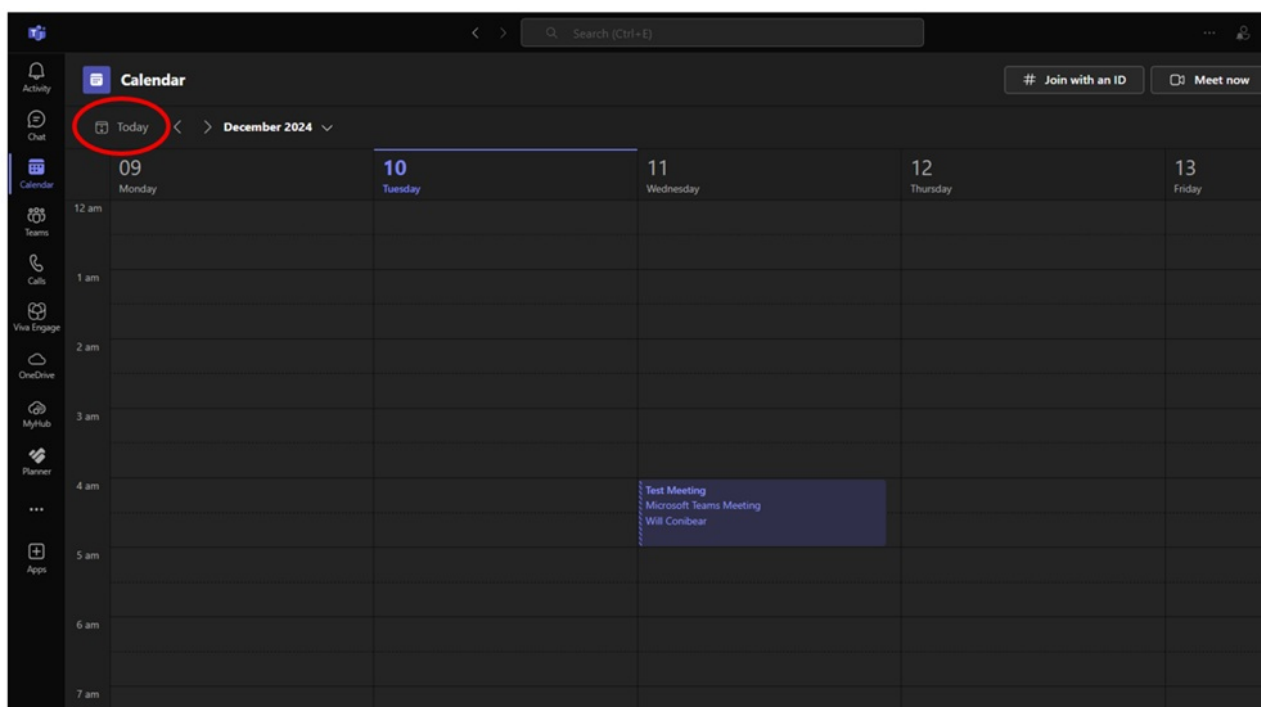 Search (Ctrl+E)
Activity
Calendar
# Join with an ID
Meet now
Chat
Today
December 2024
Calendar
09
Monday
10
Tuesday
11
Wednesday
12
Thursday
13
Friday
Teams
12 am
Calls
1 am
Viva Engage
2 am
OneDrive
MyHub
3 am
Planner
4 am
Test Meeting
Microsoft Teams Meeting
Will Conibear
5 am
Apps
6 am
7 am